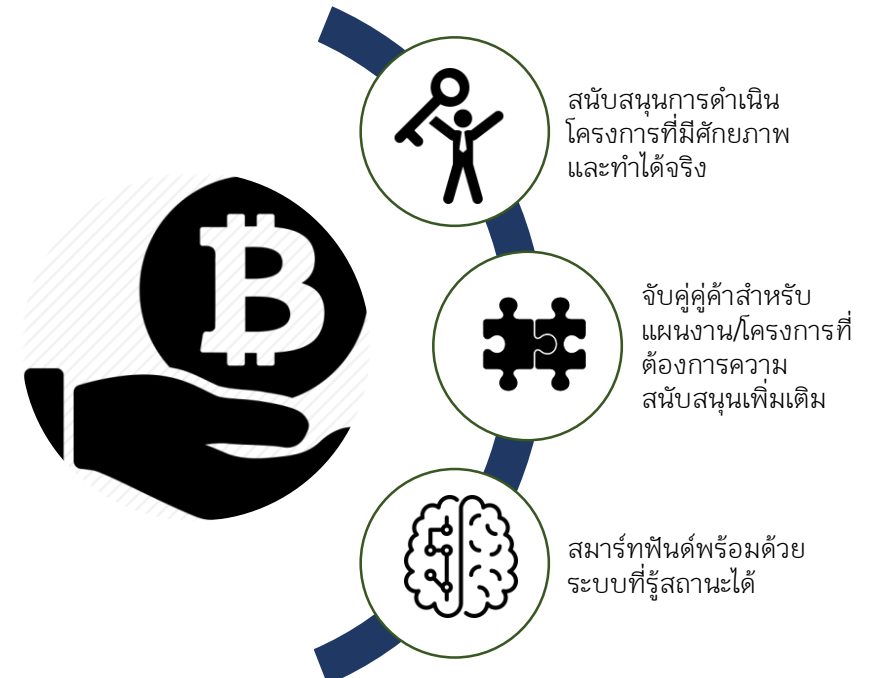 สนับสนุนการดำเนิน
โครงการที่มีศักยภาพ
และทำได้จริง
จับคู่คู่ค้าสำหรับ
แผนงาน/โครงการที่
ต้องการความ
สนับสนุนเพิ่มเติม
สมาร์ทฟันด์พร้อมด้วย
ระบบที่รู้สถานะได้